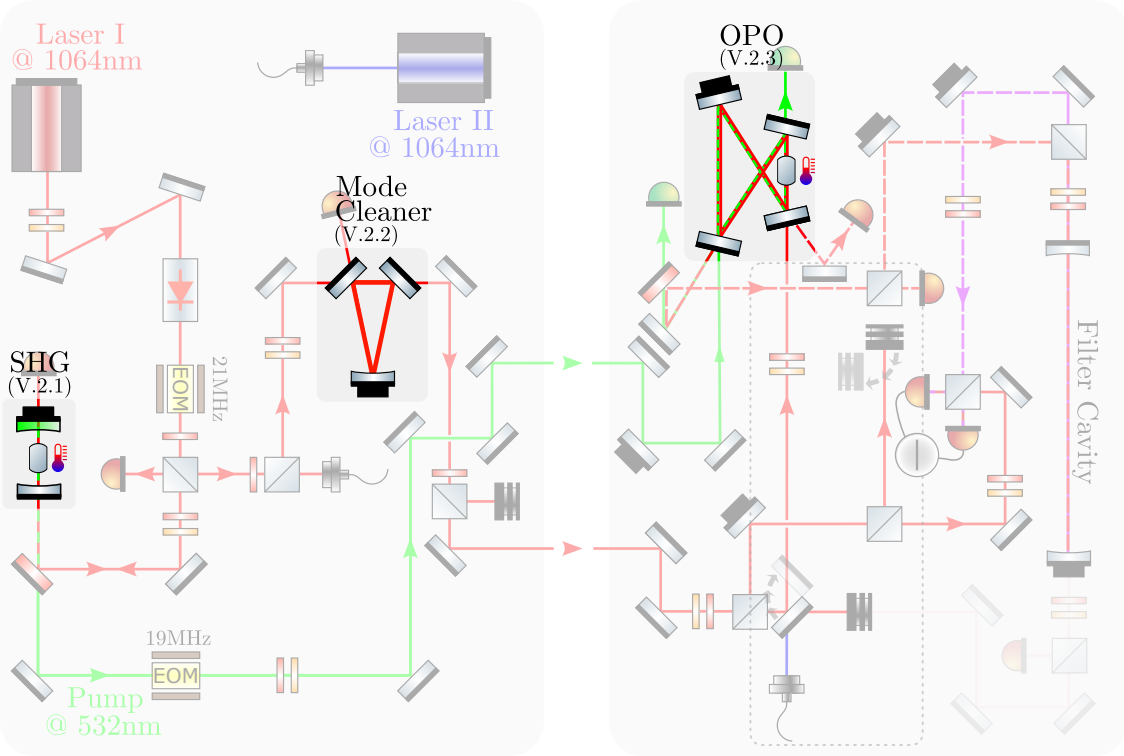 Laser I
@ 1064nm
Laser II
@ 1064nm
OPO
(V.2.3)
Mode
Cleaner
(V.2.2)
SHG
(V.2.1)
EOM
21MHz
Filter Cavity
19MHz
EOM
Pump
@ 532nm